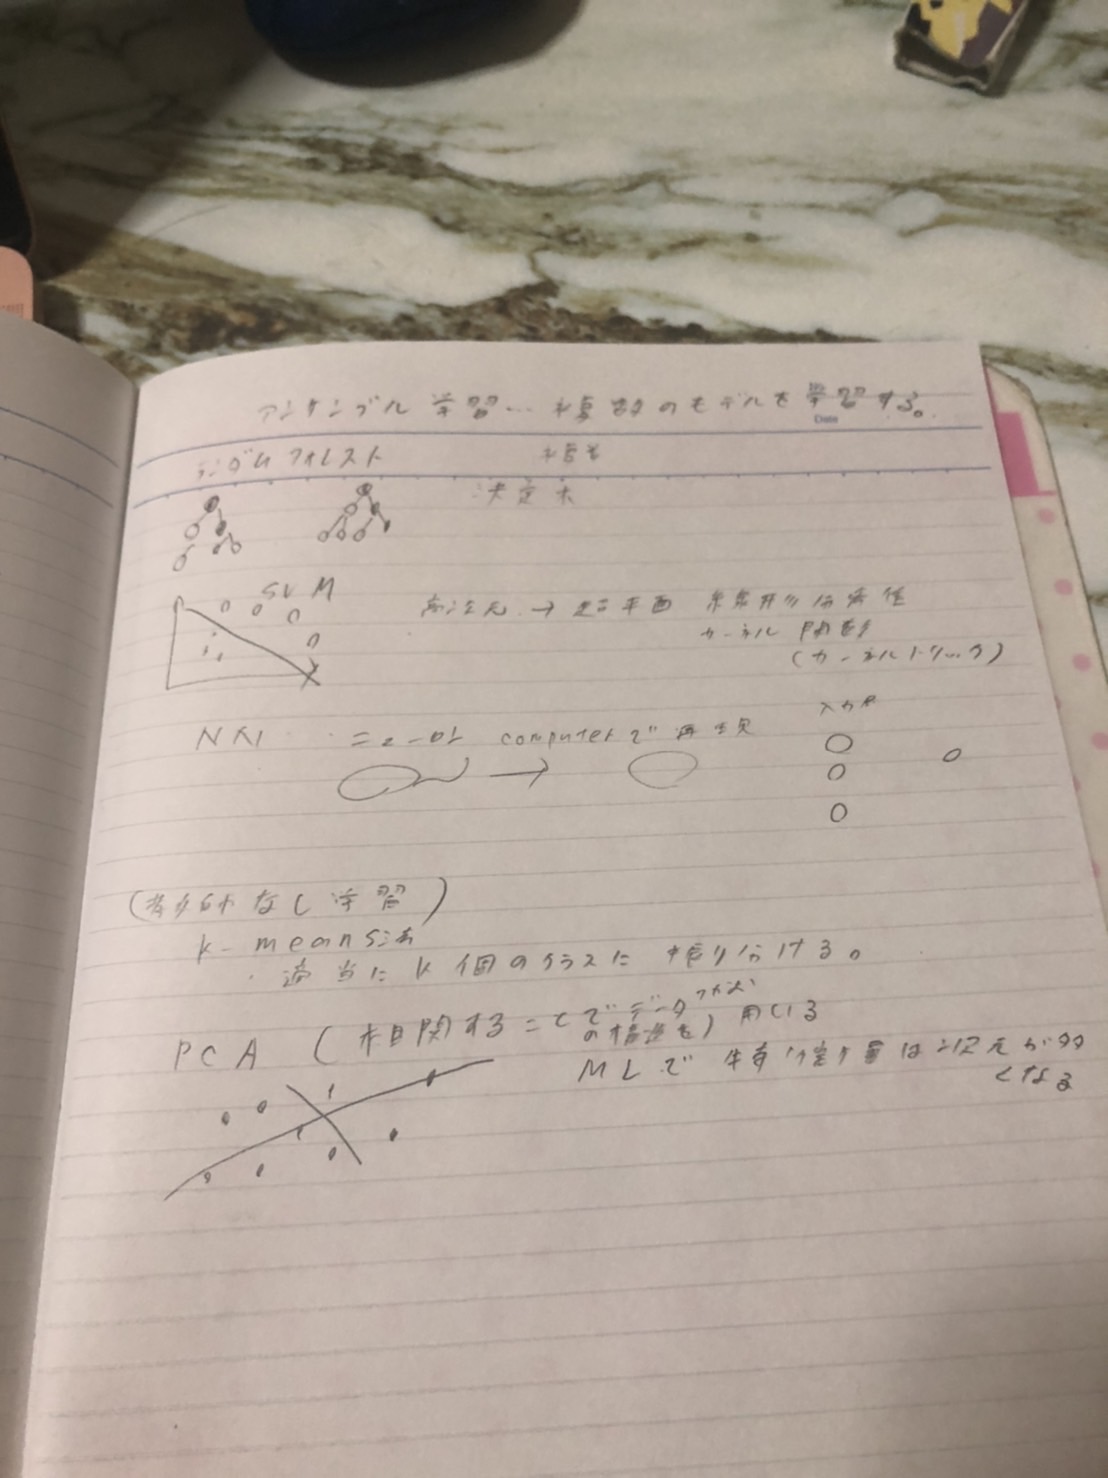 アンサンブル 学習… 複数のモデルを学習する。
Date
ランダム フォレスト 複数
決定木
SVM
高次元 → 超平面 線形分離
カーネル 関数
(カーネルトリック)
NN ニューロン computerで 再現
入力
(教師なし学習)
k-means法
・適当に k 個のクラスに 振り分ける。
PCA (相関することでデータ
の構造を) 用いる
MLで 特徴量は次元が多
くなる